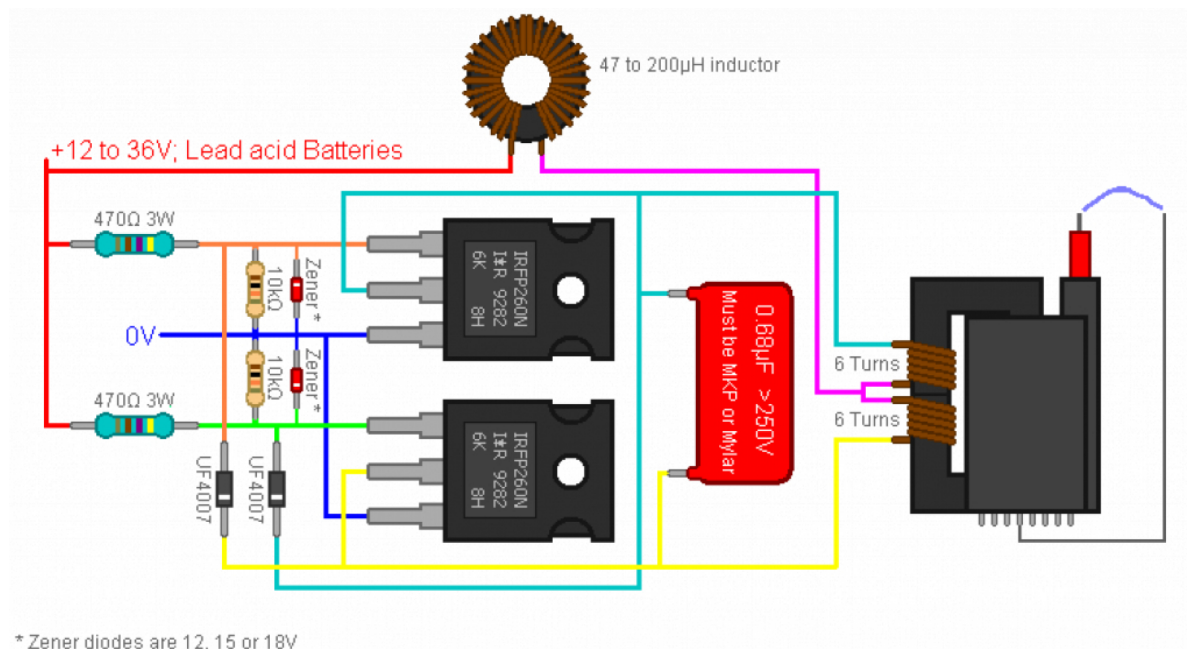 47 to 200µH inductor
+12 to 36V; Lead acid Batteries
470Ω 3W
10kΩ
Zener *
IRFP260N
I*R 9282
6K 8H
0V
0.68µF >250V
Must be MKP or Mylar
6 Turns
10kΩ
Zener *
470Ω 3W
6 Turns
IRFP260N
I*R 9282
6K 8H
UF4007
UF4007
* Zener diodes are 12, 15 or 18V